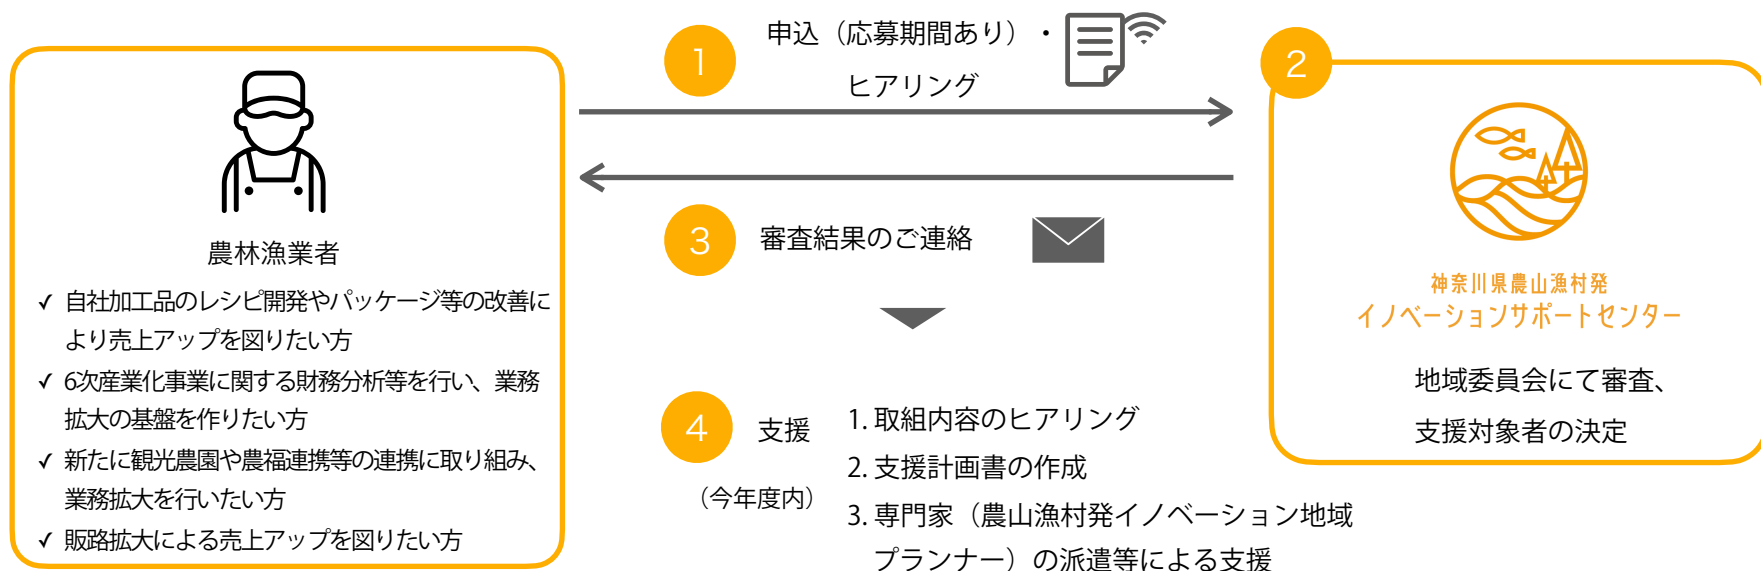 1
申込（応募期間あり）・
ヒアリング
2
農林漁業者
✓ 自社加工品のレシピ開発やパッケージ等の改善に
より売上アップを図りたい方
✓ 6次産業化事業に関する財務分析等を行い、業務
拡大の基盤を作りたい方
✓ 新たに観光農園や農福連携等の連携に取り組み、
業務拡大を行いたい方
✓ 販路拡大による売上アップを図りたい方
神奈川県農山漁村発
イノベーションサポートセンター
地域委員会にて審査、
支援対象者の決定
3
審査結果のご連絡
4
支援
（今年度内）
1. 取組内容のヒアリング
2. 支援計画書の作成
3. 専門家（農山漁村発イノベーション地域
プランナー）の派遣等による支援